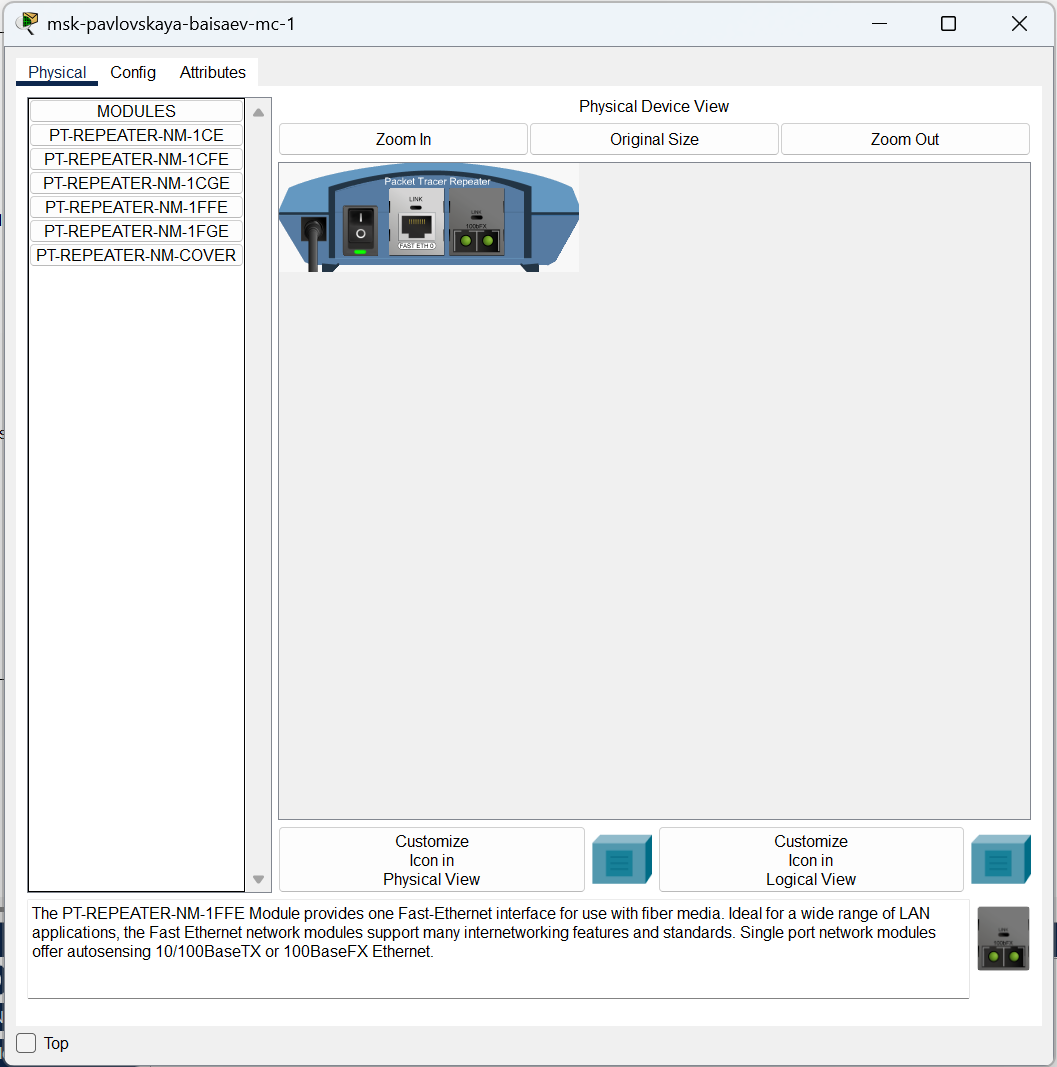 msk-pavlovskaya-baisaev-mc-1
Physical Config Attributes
MODULES
PT-REPEATER-NM-1CE
PT-REPEATER-NM-1CFE
PT-REPEATER-NM-1CGE
PT-REPEATER-NM-1FFE
PT-REPEATER-NM-1FGE
PT-REPEATER-NM-COVER
Physical Device View
Zoom In Original Size Zoom Out
Packet Tracer Repeater
LINK
FAST ETH 0
LINK
100bFX
Customize
Icon in
Physical View
Customize
Icon in
Logical View
The PT-REPEATER-NM-1FFE Module provides one Fast-Ethernet interface for use with fiber media. Ideal for a wide range of LAN
applications, the Fast Ethernet network modules support many internetworking features and standards. Single port network modules
offer autosensing 10/100BaseTX or 100BaseFX Ethernet.
LINK
100bFX
Top